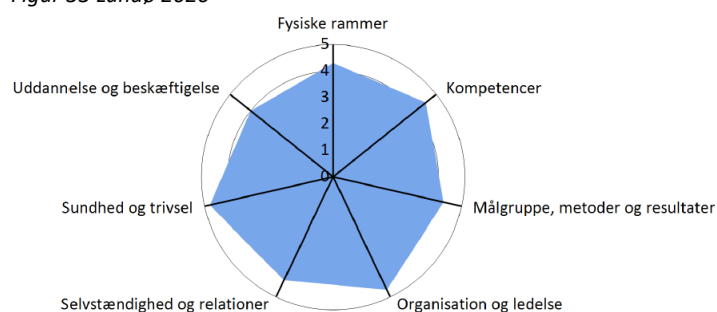 Figur
Fysiske rammer
5
Uddannelse og beskæftigelse
4
Kompetencer
3
2
1
0
Sundhed og trivsel
Målgruppe, metoder og resultater
Selvstændighed og relationer
Organisation og ledelse